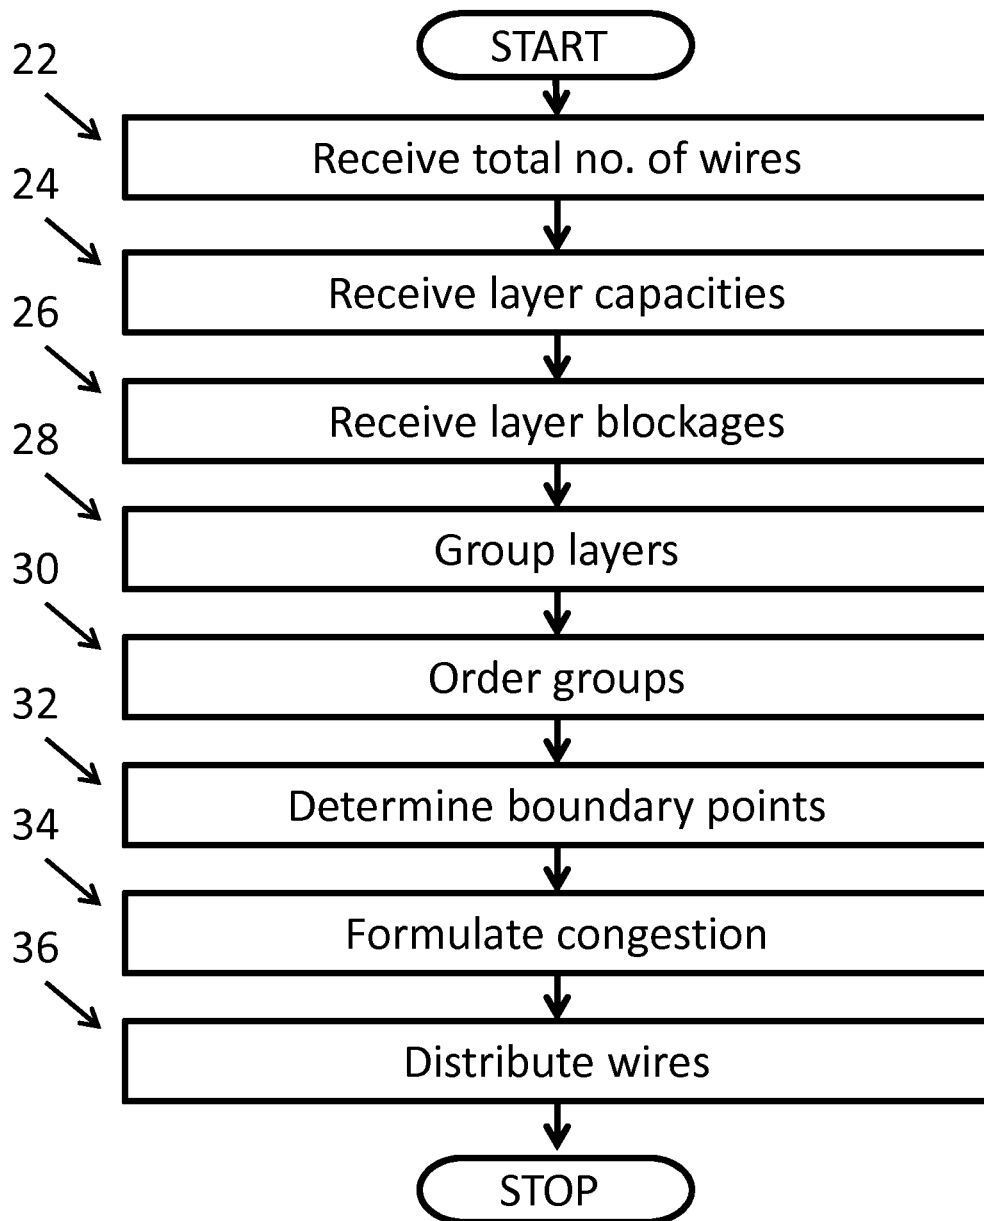 START
22
Receive total no. of wires
24
Receive layer capacities
26
Receive layer blockages
28
Group layers
30
Order groups
32
Determine boundary points
34
Formulate congestion
36
Distribute wires
STOP